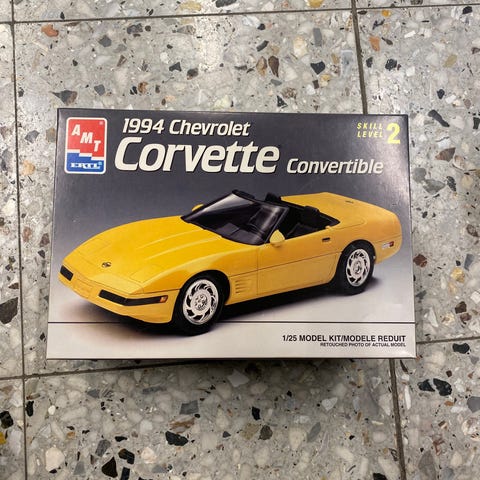 AMT
ERTL
1994 Chevrolet
Corvette Convertible
SKILL
LEVEL 2
1/25 MODEL KIT/MODELE REDUIT
RETOUCHED PHOTO OF ACTUAL MODEL